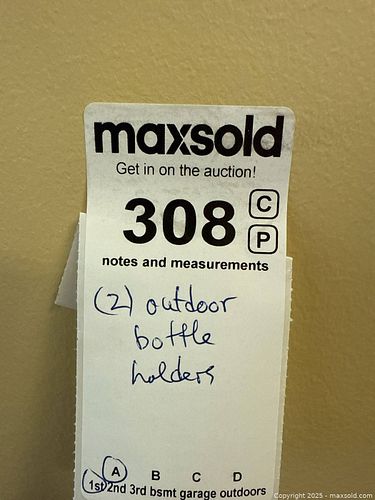 maxsold
Get in on the auction!
308
C
P
notes and measurements
(2) outdoor
bottle
holders
A B C D
1st 2nd 3rd bsmt garage outdoors
Copyright 2025 - maxsold.com